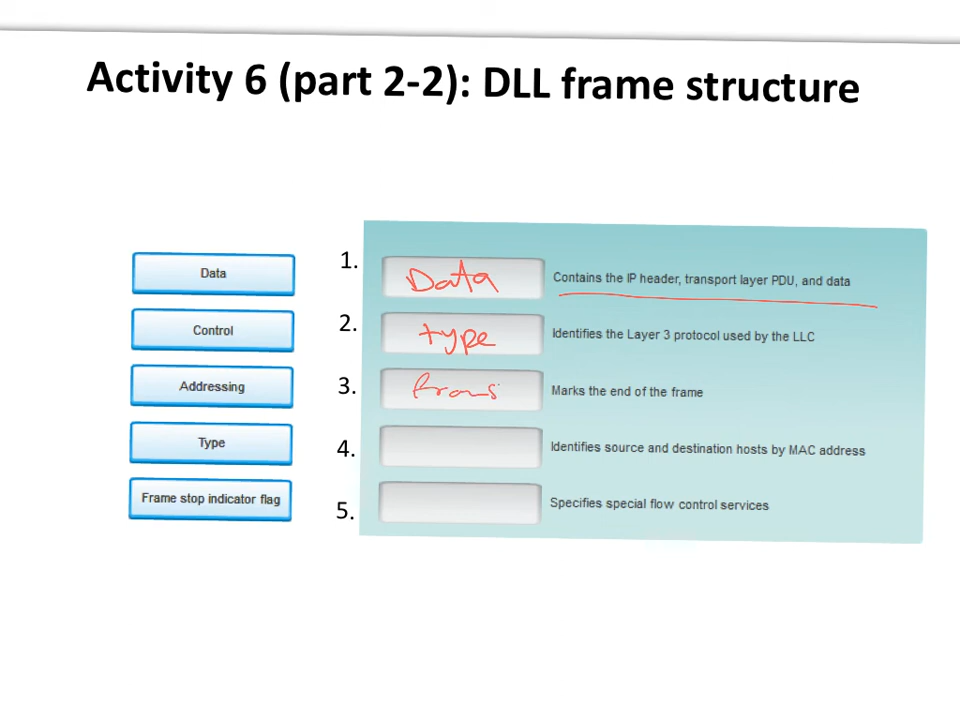 Activity 6 (part 2-2): DLL frame structure
Data
Control
Addressing
Type
Frame stop indicator flag
1. Data Contains the IP header, transport layer PDU, and data
2. type Identifies the Layer 3 protocol used by the LLC
3. Marks the end of the frame
4. Identifies source and destination hosts by MAC address
5. Specifies special flow control services